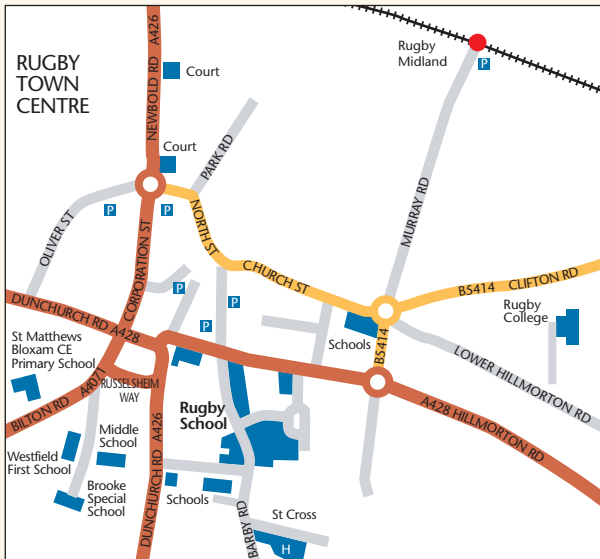 RUGBY
TOWN
CENTRE
NEWBOLD RD A426
Court
Court
PARK RD
Rugby
Midland
P
MURRAY RD
OLIVER ST
P
P
NORTH ST
CORPORATION ST
CHURCH ST
B5414 CLIFTON RD
P
P
P
DUNCHURCH RD A428
Schools
B5414
Rugby
College
LOWER HILLMORTON RD
St Matthews
Bloxam CE
Primary School
RUSSELSHEIM
WAY
BILTON RD A4071
A428 HILLMORTON RD
Rugby
School
Middle
School
Westfield
First School
DUNCHURCH RD A426
Brooke
Special
School
Schools
BARBY RD
St Cross
H